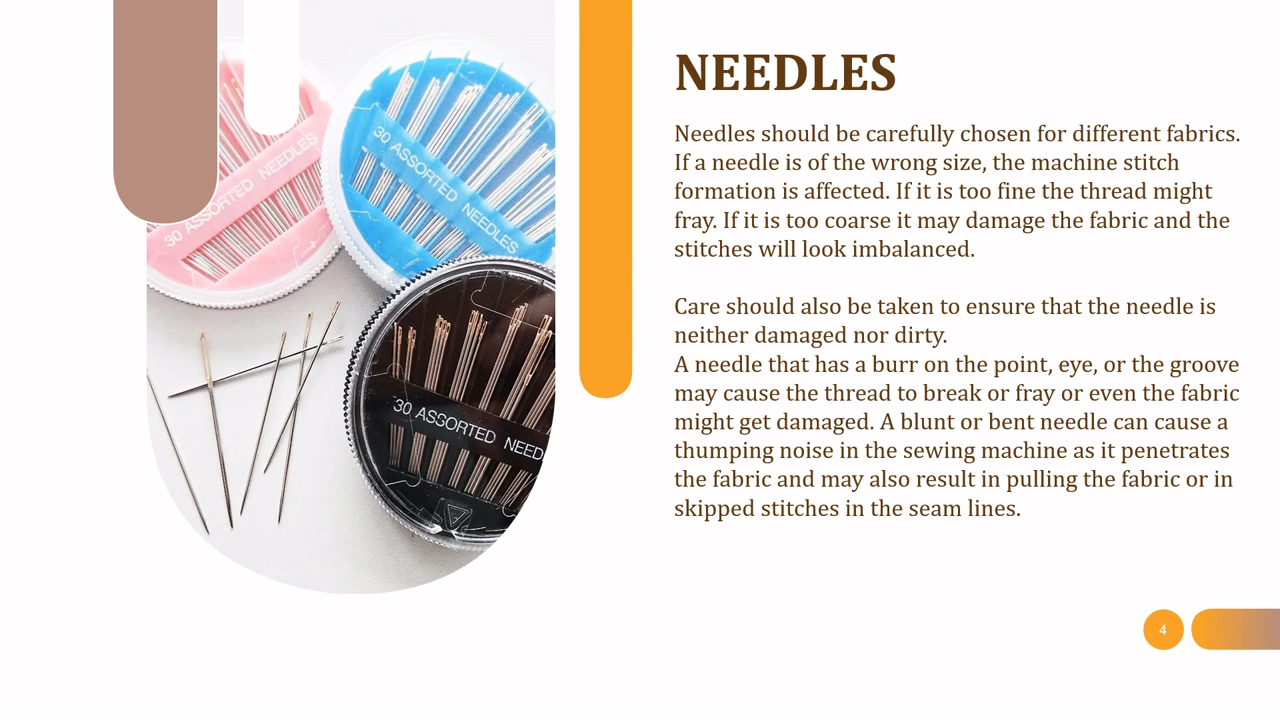 NEEDLES
Needles should be carefully chosen for different fabrics.
If a needle is of the wrong size, the machine stitch
formation is affected. If it is too fine the thread might
fray. If it is too coarse it may damage the fabric and the
stitches will look imbalanced.
Care should also be taken to ensure that the needle is
neither damaged nor dirty.
A needle that has a burr on the point, eye, or the groove
may cause the thread to break or fray or even the fabric
might get damaged. A blunt or bent needle can cause a
thumping noise in the sewing machine as it penetrates
the fabric and may also result in pulling the fabric or in
skipped stitches in the seam lines.
30 ASSORTED NEEDLES
30 ASSORTED NEEDLES
30 ASSORTED NEED
4